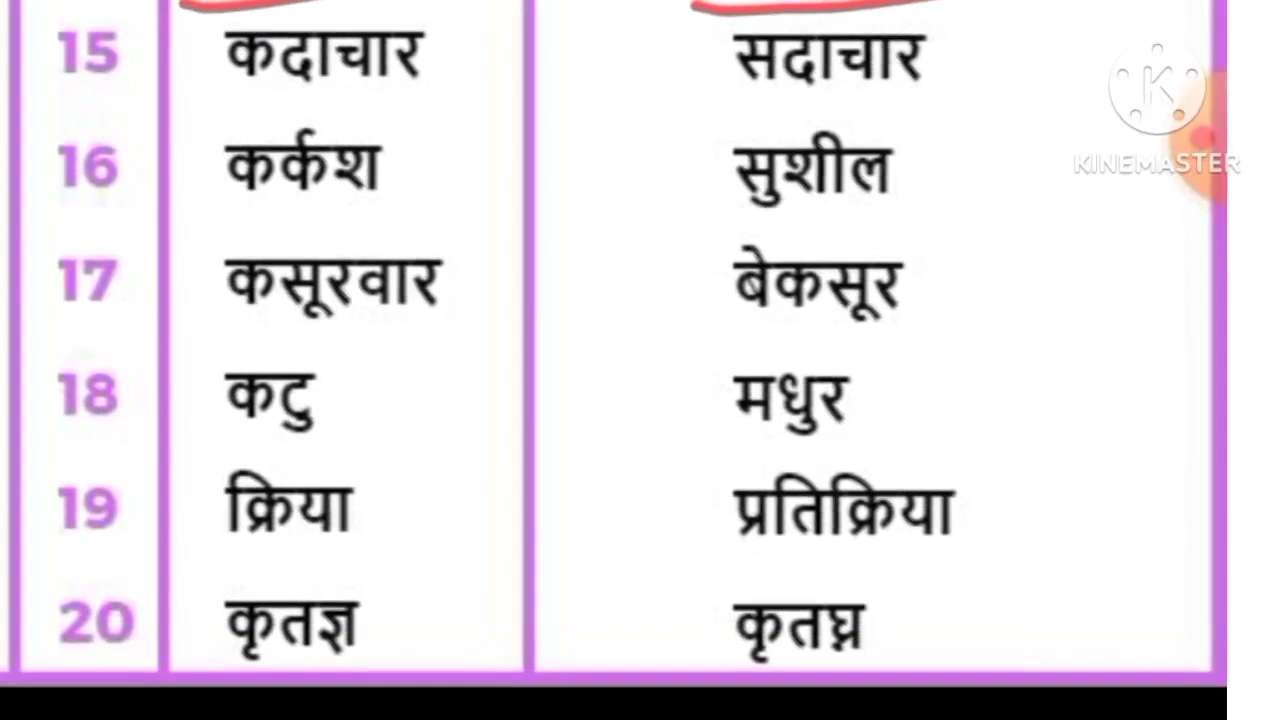 15 कदाचार सदाचार
16 कर्कश सुशील
17 कसूरवार बेकसूर
18 कटु मधुर
19 क्रिया प्रतिक्रिया
20 कृतज्ञ कृतघ्न
K
KINEMASTER